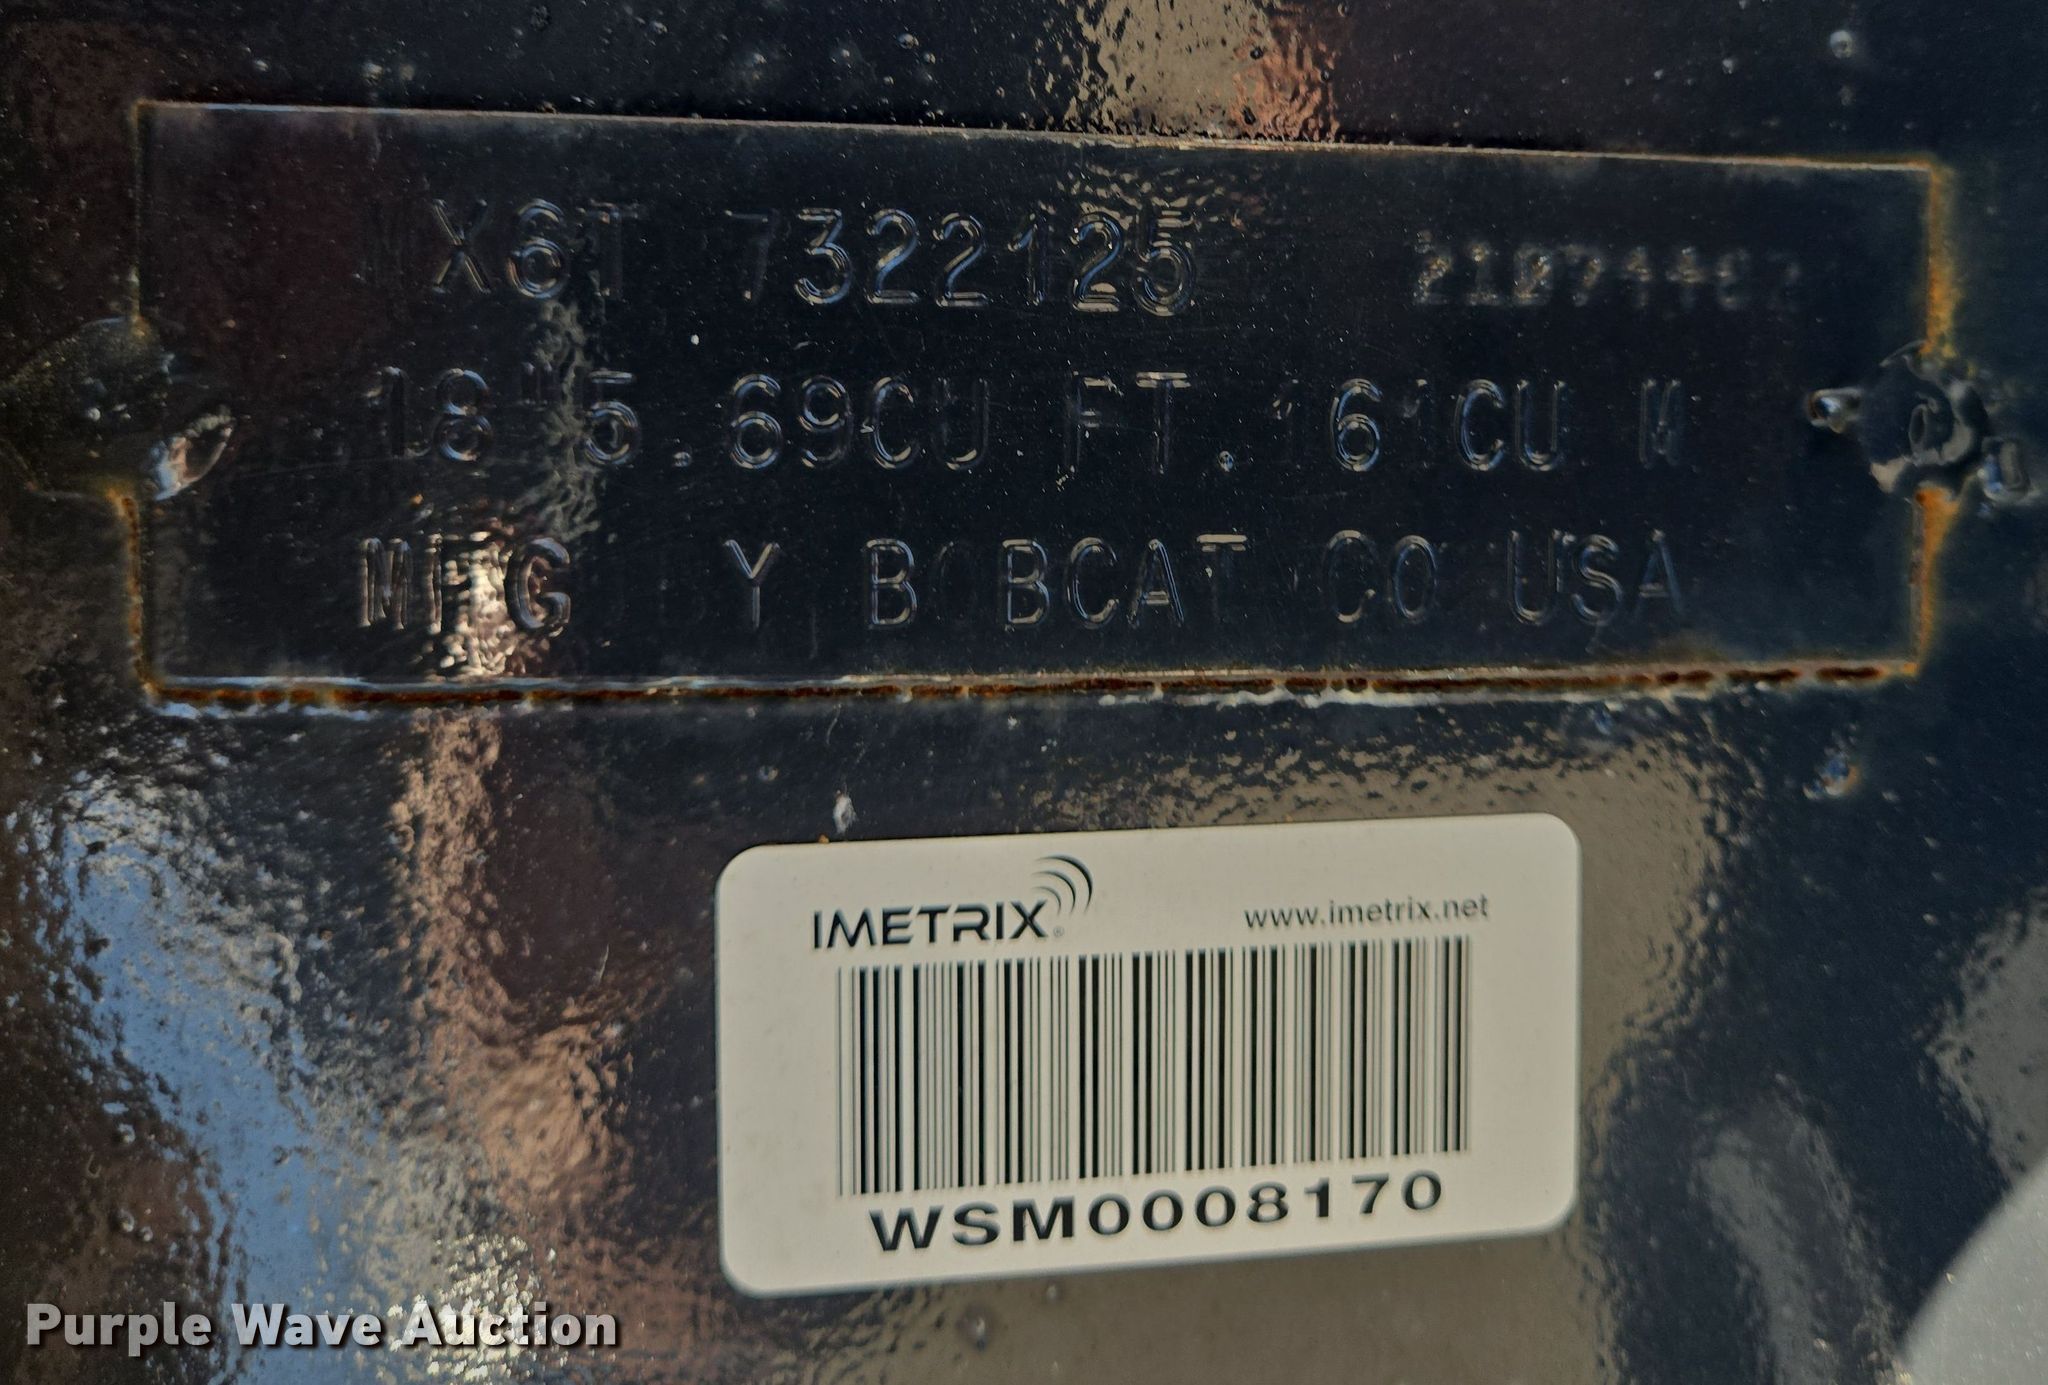 X6T 7322125
18" 5.69CU FT. .161CU M
MFG BY BOBCAT CO USA
IMETRIX®
www.imetrix.net
WSM0008170
Purple Wave Auction